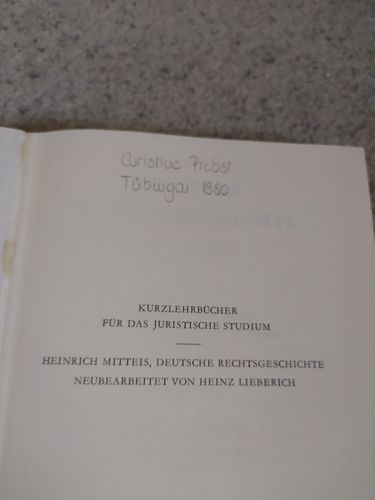 Christine Probst
Tübingen 1980
KURZLEHRBÜCHER
FÜR DAS JURISTISCHE STUDIUM
HEINRICH MITTEIS, DEUTSCHE RECHTSGESCHICHTE
NEUBEARBEITET VON HEINZ LIEBERICH